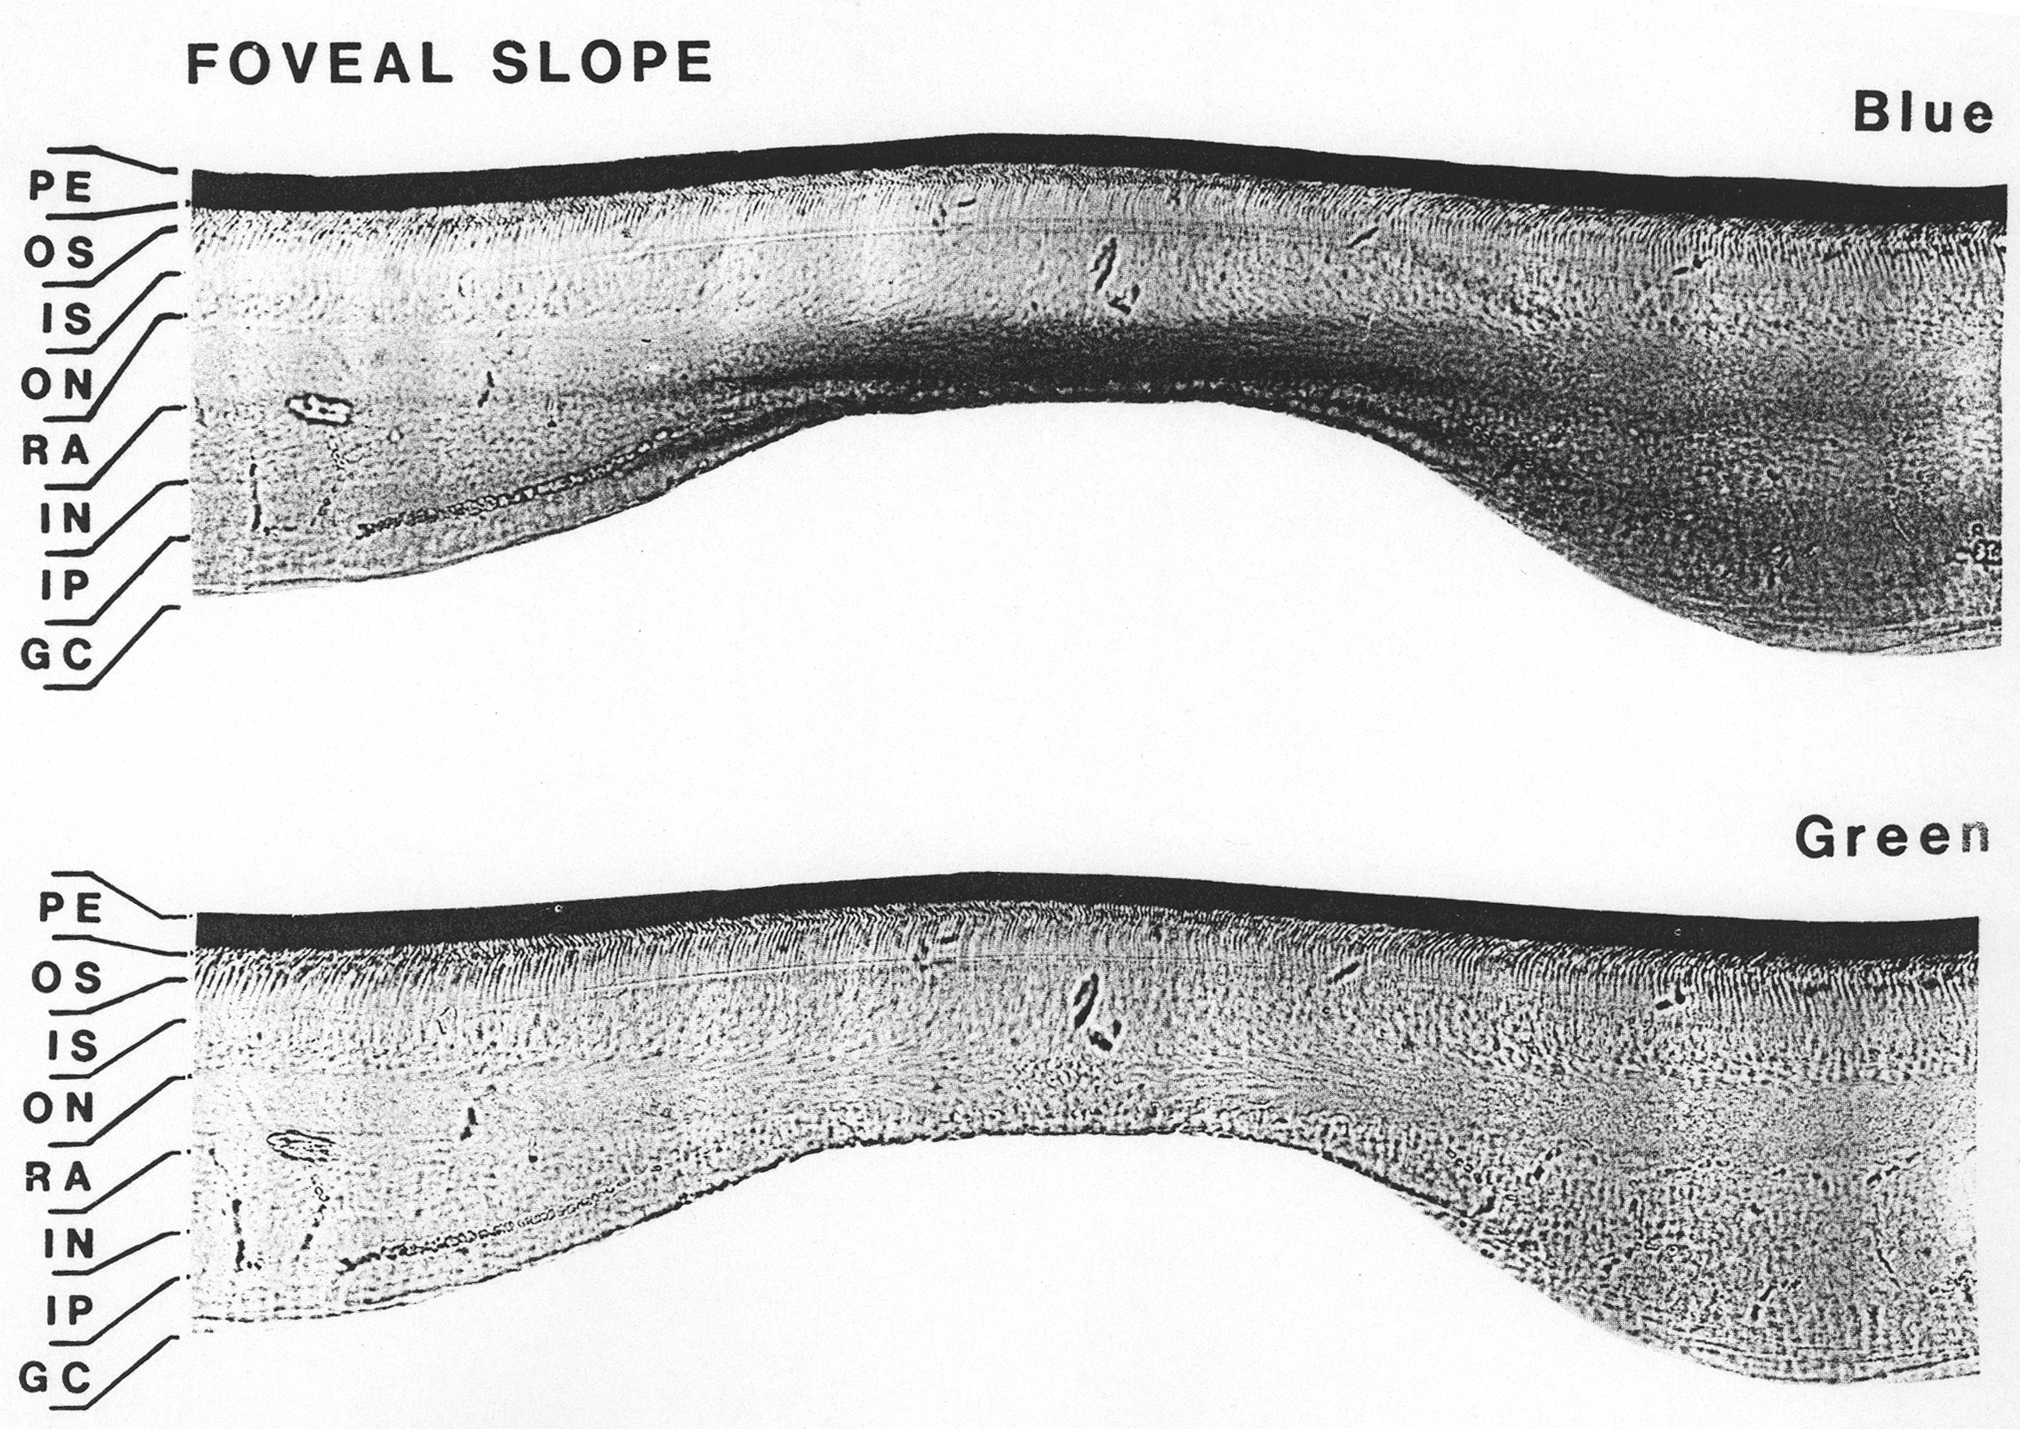 FOVEAL SLOPE
Blue
PE
OS
IS
ON
RA
IN
IP
GC
Green
PE
OS
IS
ON
RA
IN
IP
GC